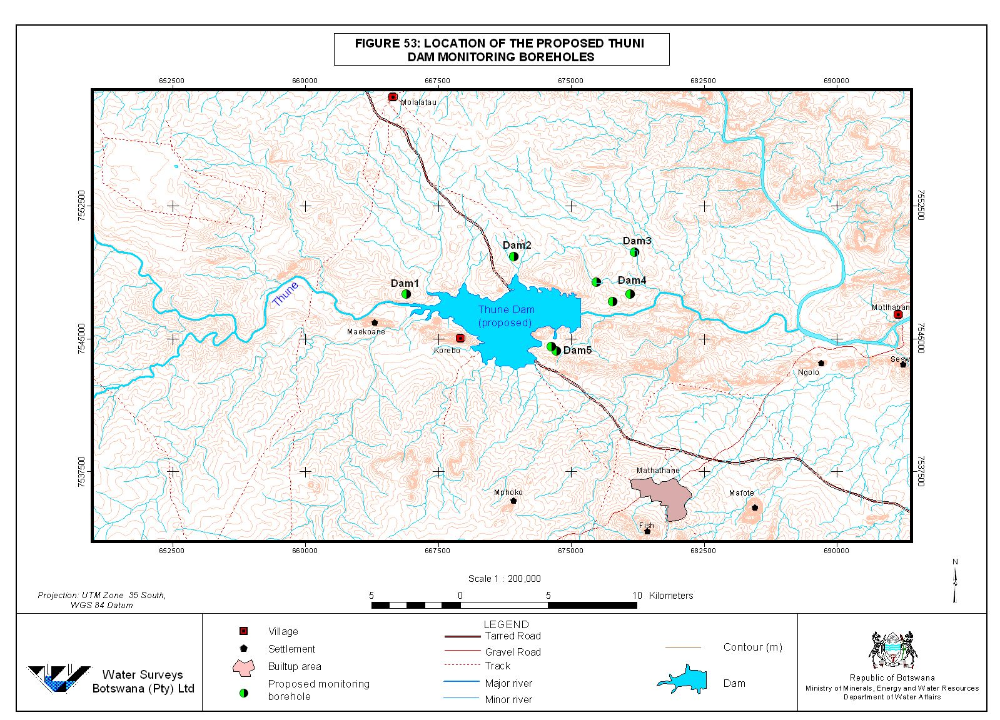 FIGURE 53: LOCATION OF THE PROPOSED THUNI
DAM MONITORING BOREHOLES
652500 660000 667500 675000 682500 690000
Molalatau
7552500 7552500
Dam3
Dam2
Dam4
Dam1
Thune
Motlhaban
Thune Dam
(proposed)
Maekoane
7545000 7545000
Korebo
Dam5
Sesw
Ngolo
7537500 7537500
Mathathane
Mphoko
Mafote
Fish
652500 660000 667500 675000 682500 690000
N
Scale 1 : 200,000
Projection: UTM Zone 35 South,
WGS 84 Datum
5 0 5 10 Kilometers
LEGEND
Village
Settlement
Builtup area
Proposed monitoring
borehole
Tarred Road
Gravel Road
Track
Major river
Minor river
Contour (m)
Dam
Water Surveys
Botswana (Pty) Ltd
Republic of Botswana
Ministry of Minerals, Energy and Water Resources
Department of Water Affairs